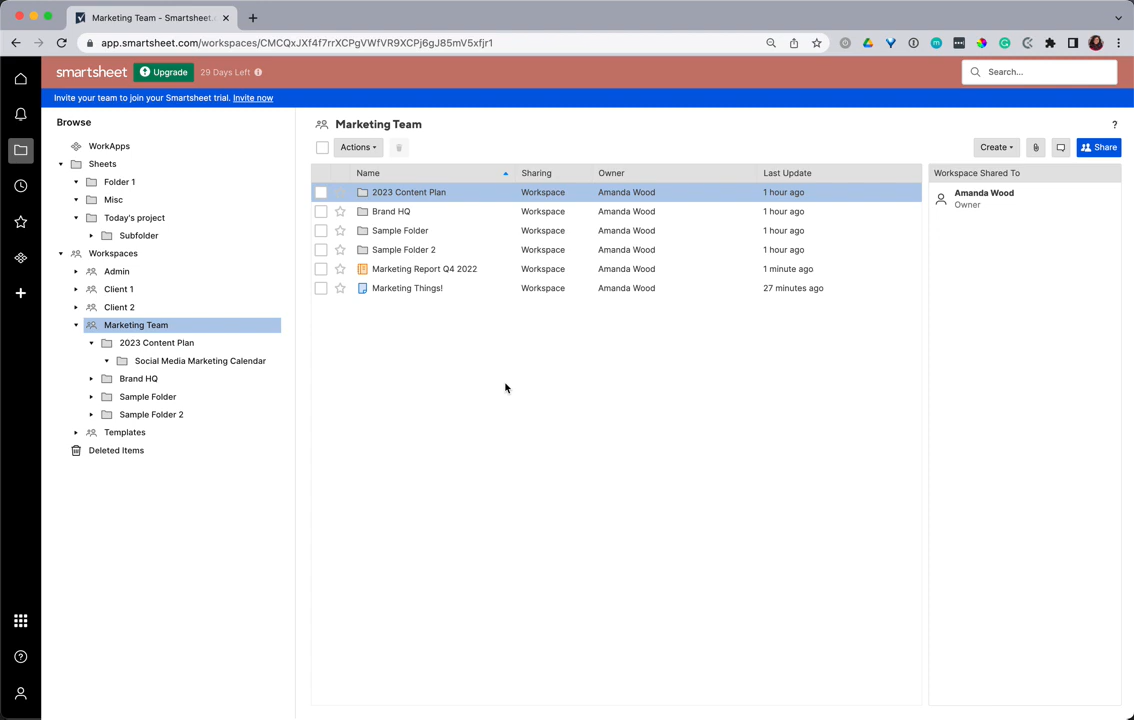 Marketing Team - Smartsheet.
app.smartsheet.com/workspaces/CMCQxJXf4f7rrXCPgVWfVR9XCPj6gJ85mV5xfjr1
smartsheet Upgrade 29 Days Left Search...
Invite your team to join your Smartsheet trial. Invite now
Browse
WorkApps
Sheets
Folder 1
Misc
Today's project
Subfolder
Workspaces
Admin
Client 1
Client 2
Marketing Team
2023 Content Plan
Social Media Marketing Calendar
Brand HQ
Sample Folder
Sample Folder 2
Templates
Deleted Items
Marketing Team ?
Actions Create Share
Name Sharing Owner Last Update
2023 Content Plan Workspace Amanda Wood 1 hour ago
Brand HQ Workspace Amanda Wood 1 hour ago
Sample Folder Workspace Amanda Wood 1 hour ago
Sample Folder 2 Workspace Amanda Wood 1 hour ago
Marketing Report Q4 2022 Workspace Amanda Wood 1 minute ago
Marketing Things! Workspace Amanda Wood 27 minutes ago
Workspace Shared To
Amanda Wood
Owner